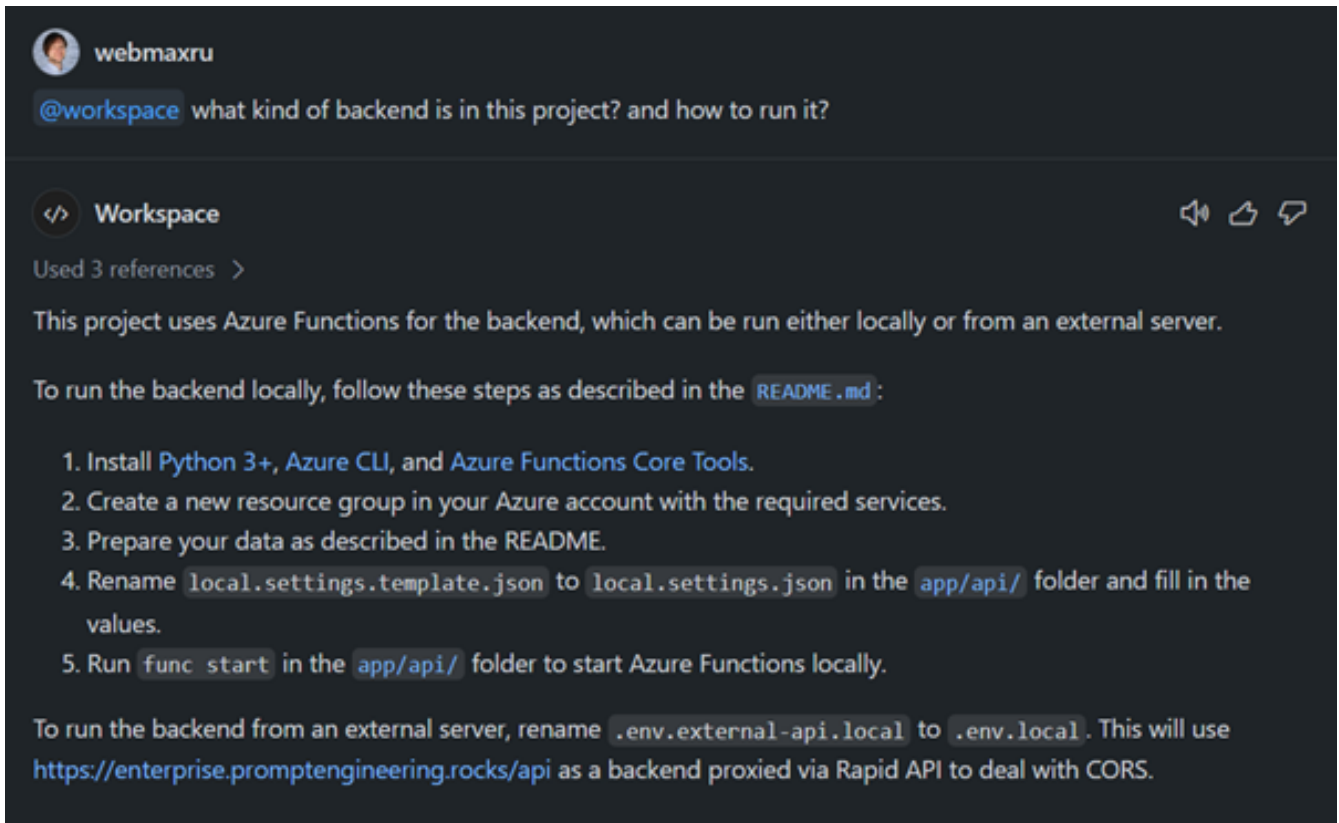 webmaxru
@workspace what kind of backend is in this project? and how to run it?
Workspace
Used 3 references >
This project uses Azure Functions for the backend, which can be run either locally or from an external server.
To run the backend locally, follow these steps as described in the README.md:
1. Install Python 3+, Azure CLI, and Azure Functions Core Tools.
2. Create a new resource group in your Azure account with the required services.
3. Prepare your data as described in the README.
4. Rename local.settings.template.json to local.settings.json in the app/api/ folder and fill in the
values.
5. Run func start in the app/api/ folder to start Azure Functions locally.
To run the backend from an external server, rename .env.external-api.local to .env.local. This will use
https://enterprise.promptengineering.rocks/api as a backend proxied via Rapid API to deal with CORS.